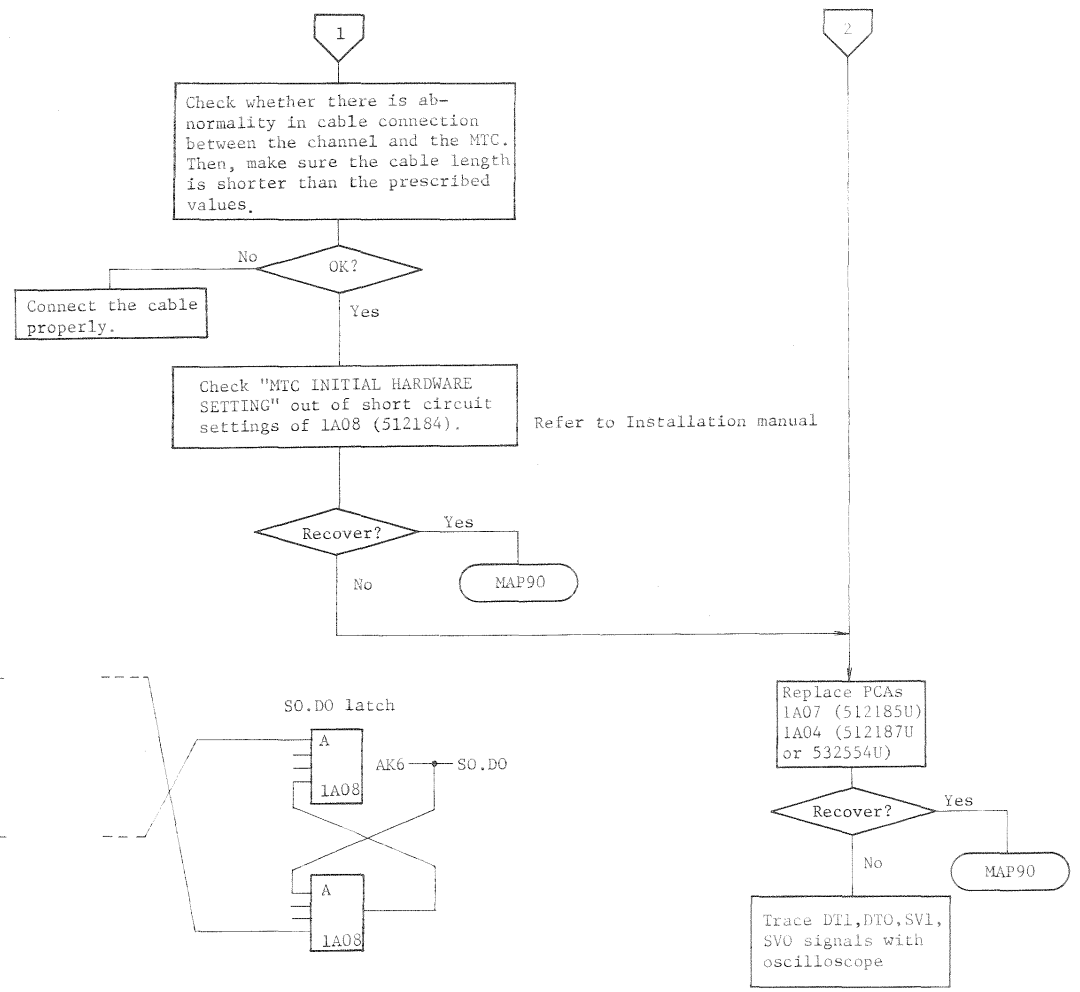 1
2
Check whether there is ab-
normality in cable connection
between the channel and the MTC.
Then, make sure the cable length
is shorter than the prescribed
values.
No
OK?
Connect the cable
properly.
Yes
Check "MTC INITIAL HARDWARE
SETTING" out of short circuit
settings of 1A08 (512184).
Refer to Installation manual
Recover?
Yes
No
MAP90
SO.DO latch
A
1A08
AK6
SO.DO
A
1A08
Replace PCAs
1A07 (512185U)
1A04 (512187U
or 532554U)
Recover?
Yes
No
MAP90
Trace DT1,DTO,SV1,
SVO signals with
oscilloscope